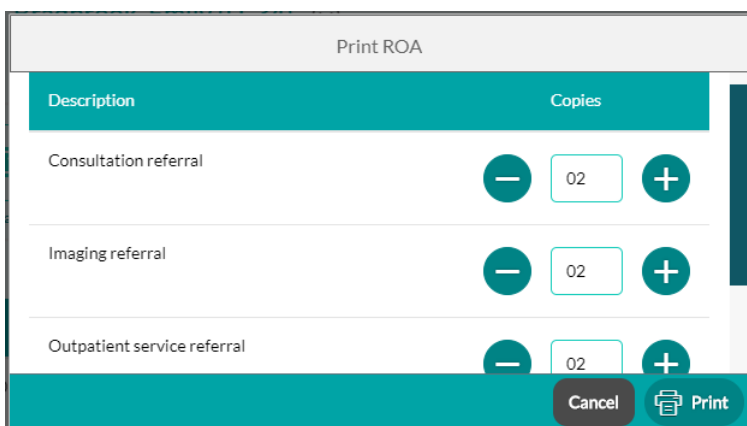 Print ROA
Description Copies
Consultation referral 02
Imaging referral 02
Outpatient service referral 02
Cancel Print